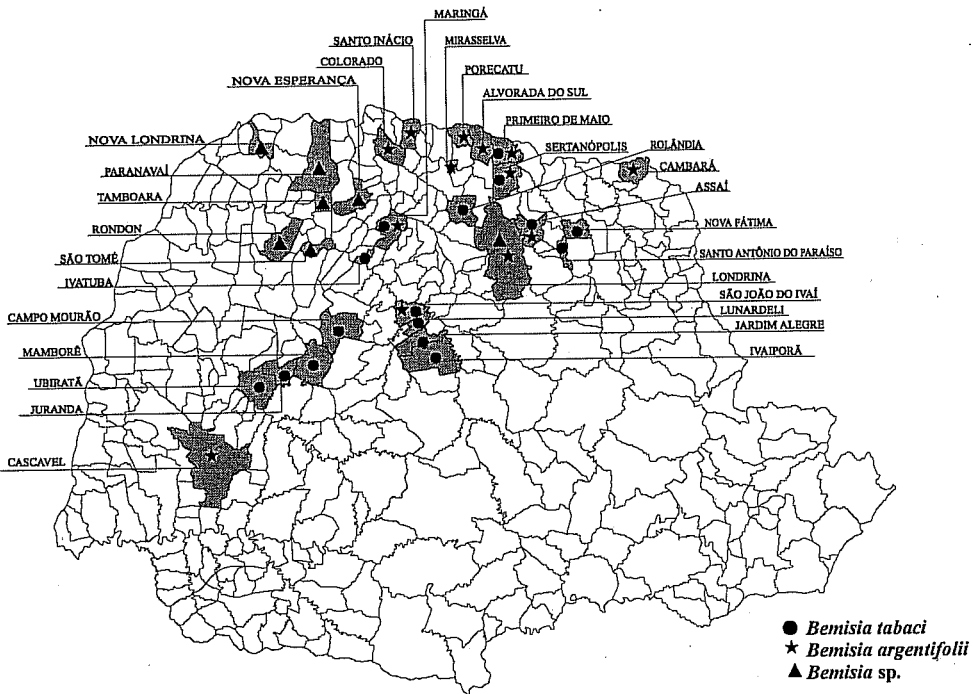 MARINGÁ
SANTO INÁCIO
MIRASSELVA
COLORADO
PORECATU
NOVA ESPERANÇA
ALVORADA DO SUL
PRIMEIRO DE MAIO
NOVA LONDRINA
SERTANÓPOLIS
ROLÂNDIA
PARANAVAÍ
CAMBARÁ
TAMBOARA
ASSAÍ
RONDON
NOVA FÁTIMA
SÃO TOMÉ
SANTO ANTÔNIO DO PARAÍSO
IVATUBA
LONDRINA
SÃO JOÃO DO IVAÍ
CAMPO MOURÃO
LUNARDELI
JARDIM ALEGRE
MAMBORÊ
IVAIPORÃ
UBIRATÃ
JURANDA
CASCAVEL
Bemisia tabaci
Bemisia argentifolii
Bemisia sp.